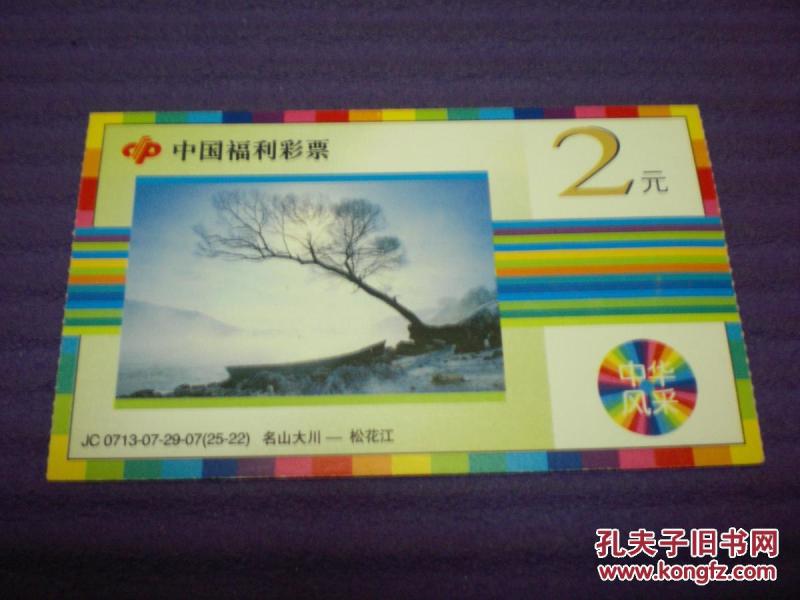 中国福利彩票
2元
中华
风采
JC 0713-07-29-07(25-22) 名山大川 — 松花江
孔夫子旧书网
www.kongfz.com